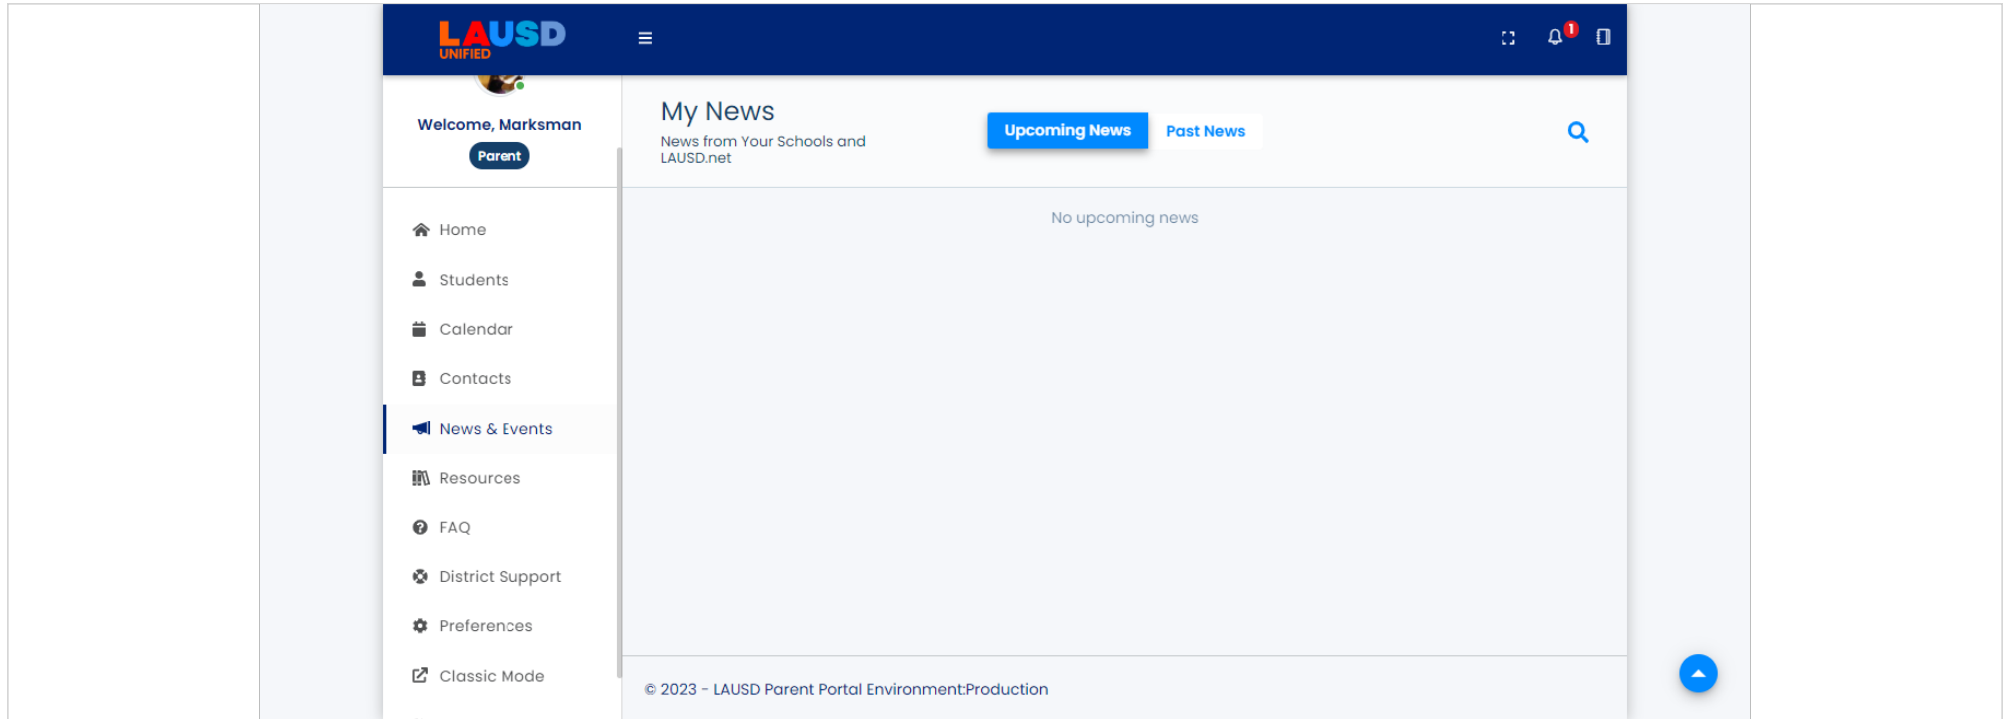 LAUSD
UNIFIED
1
Welcome, Marksman
Parent
Home
Students
Calendar
Contacts
News & Events
Resources
FAQ
District Support
Preferences
Classic Mode
My News
News from Your Schools and
LAUSD.net
Upcoming News
Past News
No upcoming news
© 2023 - LAUSD Parent Portal Environment:Production